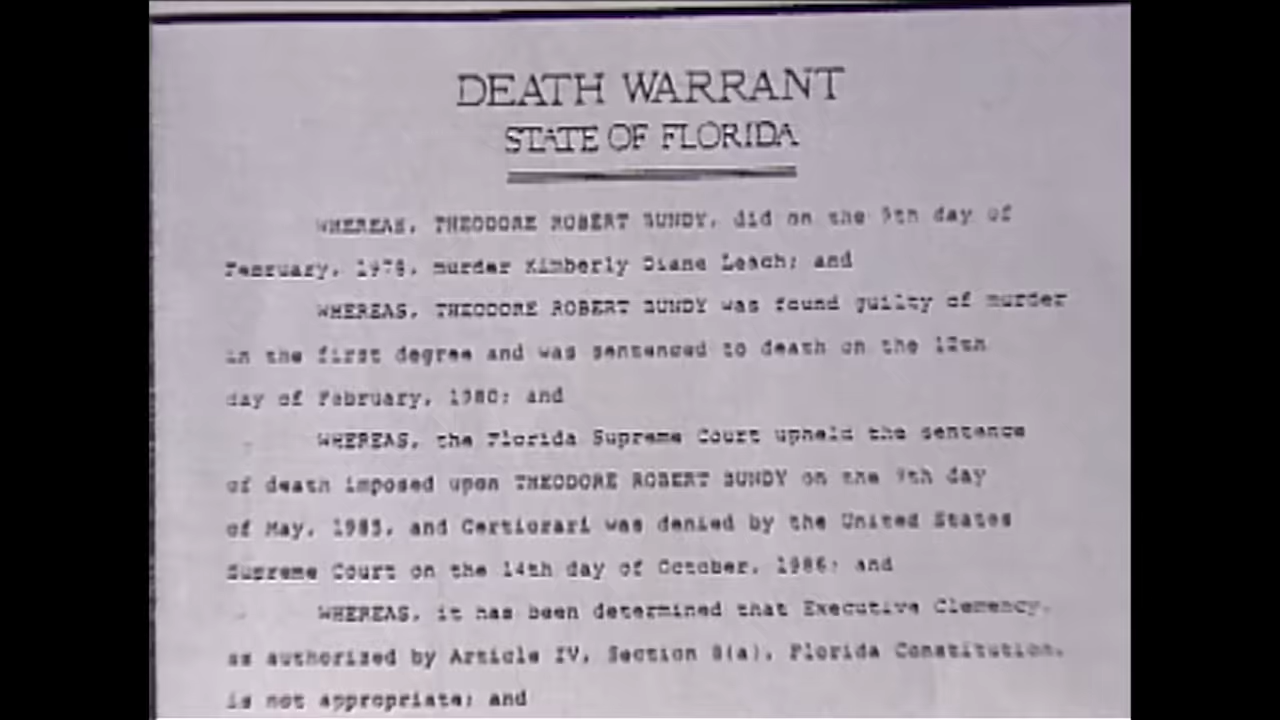 DEATH WARRANT
STATE OF FLORIDA
WHEREAS, THEODORE ROBERT BUNDY, did on the 9th day of
February, 1978, murder Kimberly Diane Leach; and
WHEREAS, THEODORE ROBERT BUNDY was found guilty of murder
in the first degree and was sentenced to death on the 12th
day of February, 1980; and
WHEREAS, the Florida Supreme Court upheld the sentence
of death imposed upon THEODORE ROBERT BUNDY on the 9th day
of May, 1985, and Certiorari was denied by the United States
Supreme Court on the 14th day of October, 1986; and
WHEREAS, it has been determined that Executive Clemency,
as authorized by Article IV, Section 8(a), Florida Constitution,
is not appropriate; and